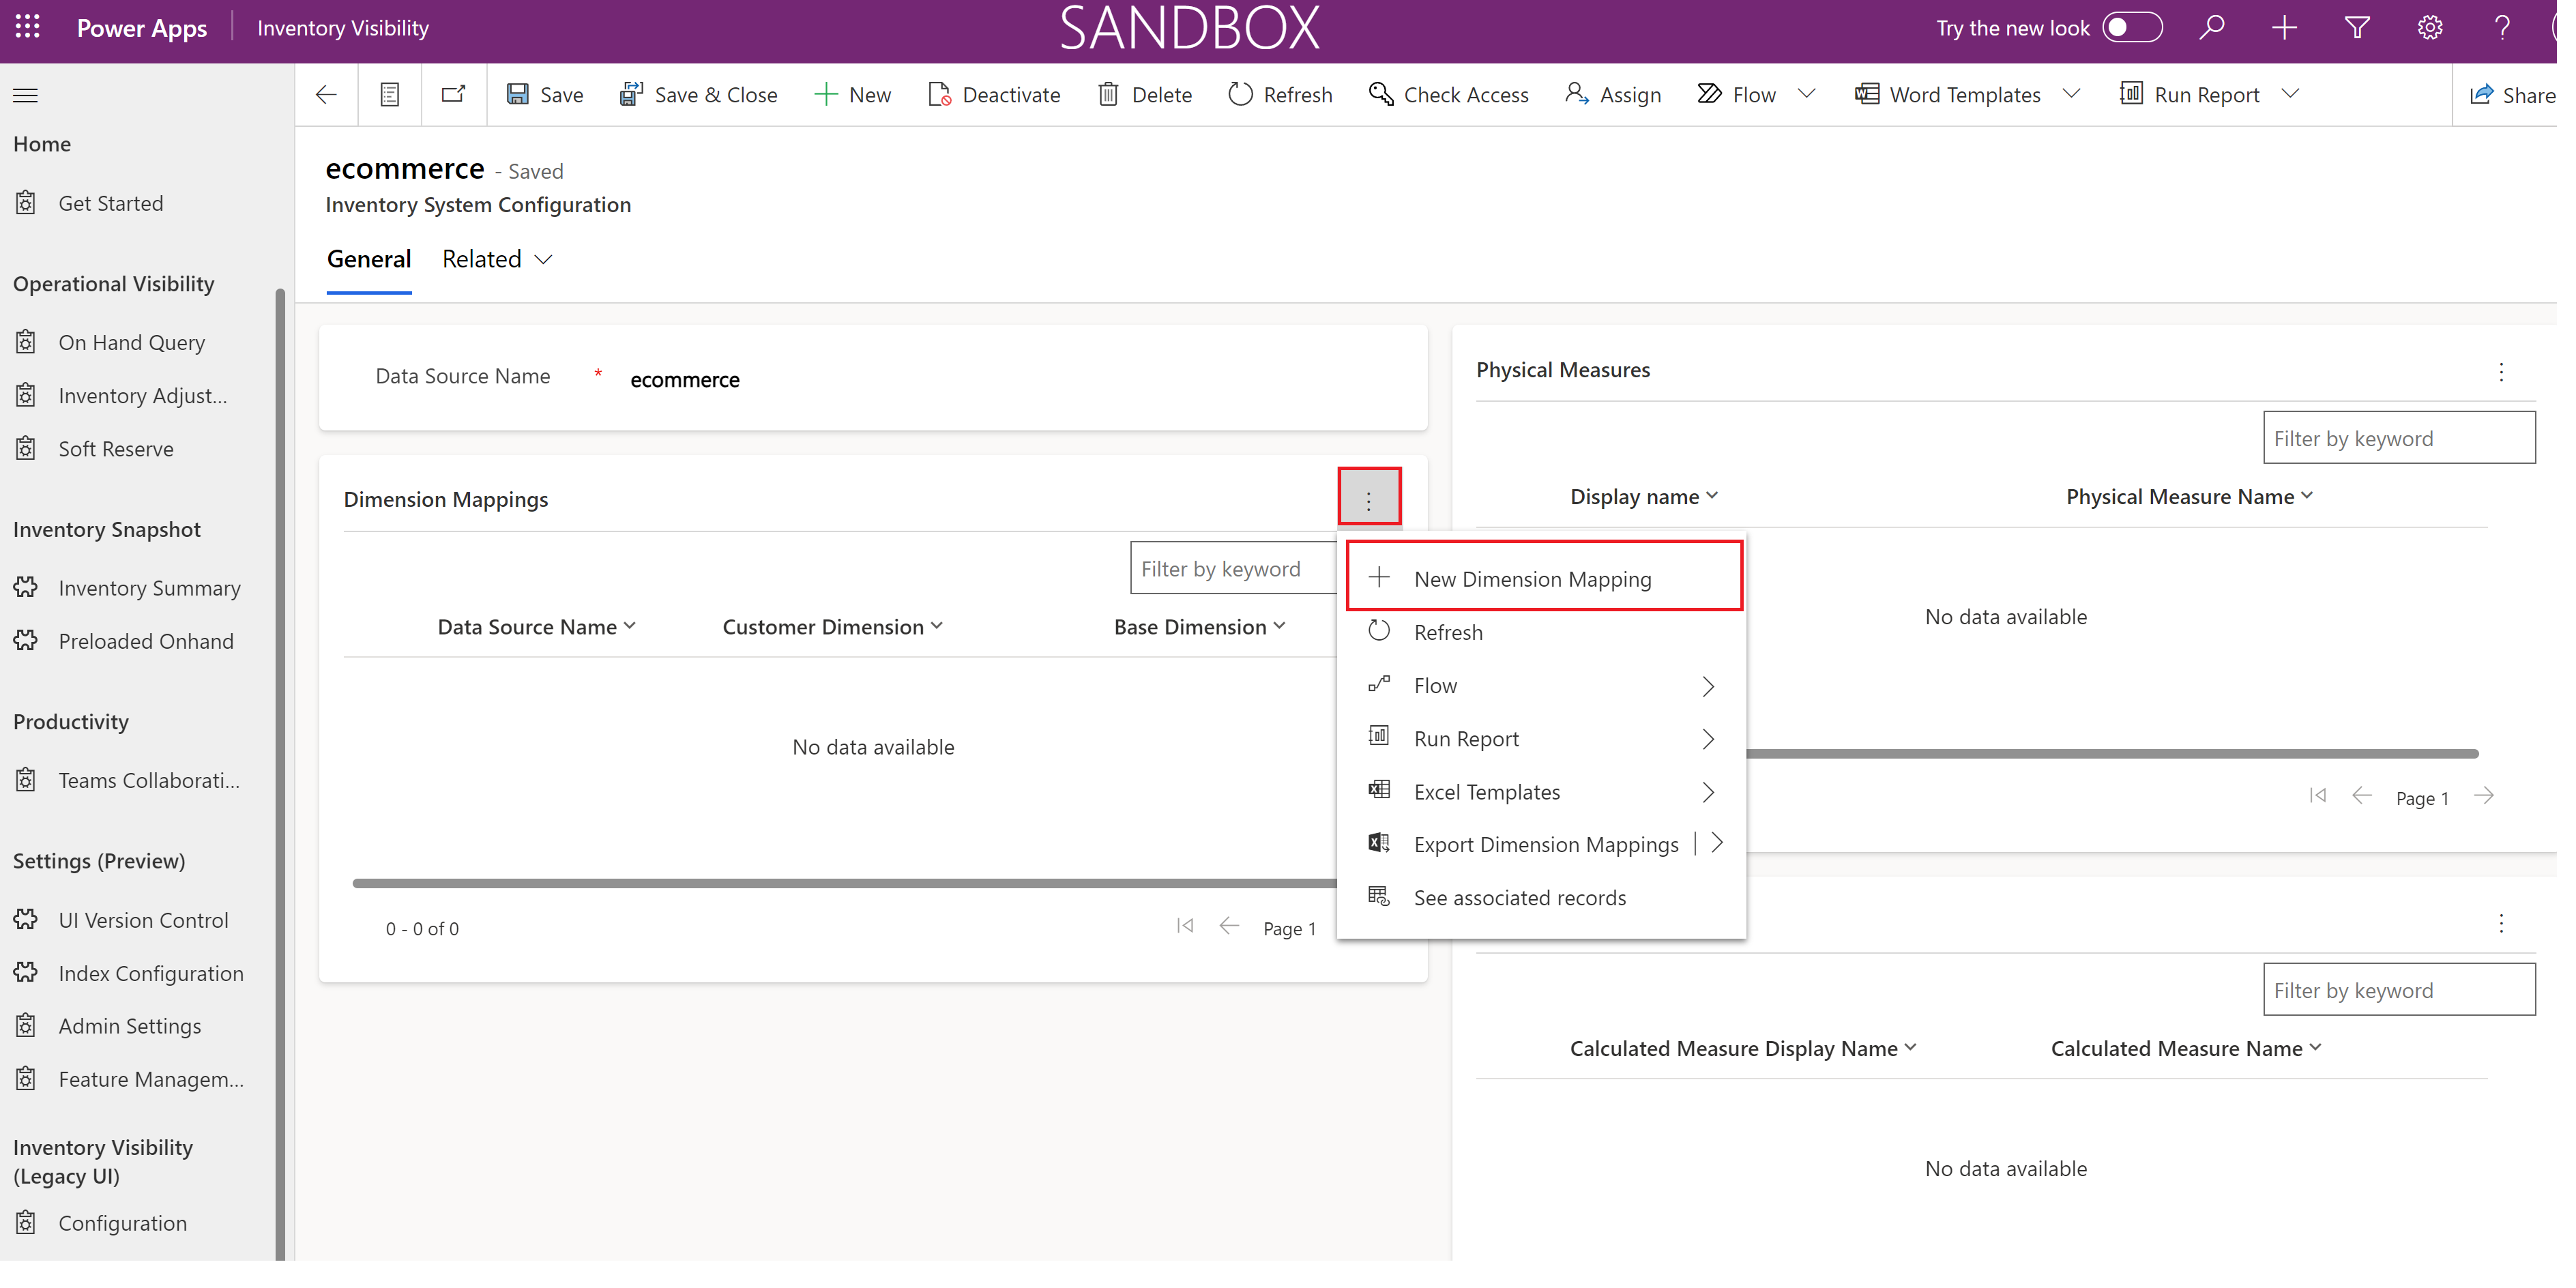 Power Apps
Inventory Visibility
SANDBOX
Try the new look
Save
Save & Close
New
Deactivate
Delete
Refresh
Check Access
Assign
Flow
Word Templates
Run Report
Share
Home
Get Started
Operational Visibility
On Hand Query
Inventory Adjust...
Soft Reserve
Inventory Snapshot
Inventory Summary
Preloaded Onhand
Productivity
Teams Collaborati...
Settings (Preview)
UI Version Control
Index Configuration
Admin Settings
Feature Managem...
Inventory Visibility
(Legacy UI)
Configuration
ecommerce - Saved
Inventory System Configuration
General
Related
Data Source Name * ecommerce
Dimension Mappings
Filter by keyword
Data Source Name
Customer Dimension
Base Dimension
No data available
0 - 0 of 0
Page 1
New Dimension Mapping
Refresh
Flow
Run Report
Excel Templates
Export Dimension Mappings
See associated records
Physical Measures
Filter by keyword
Display name
Physical Measure Name
No data available
Page 1
Filter by keyword
Calculated Measure Display Name
Calculated Measure Name
No data available